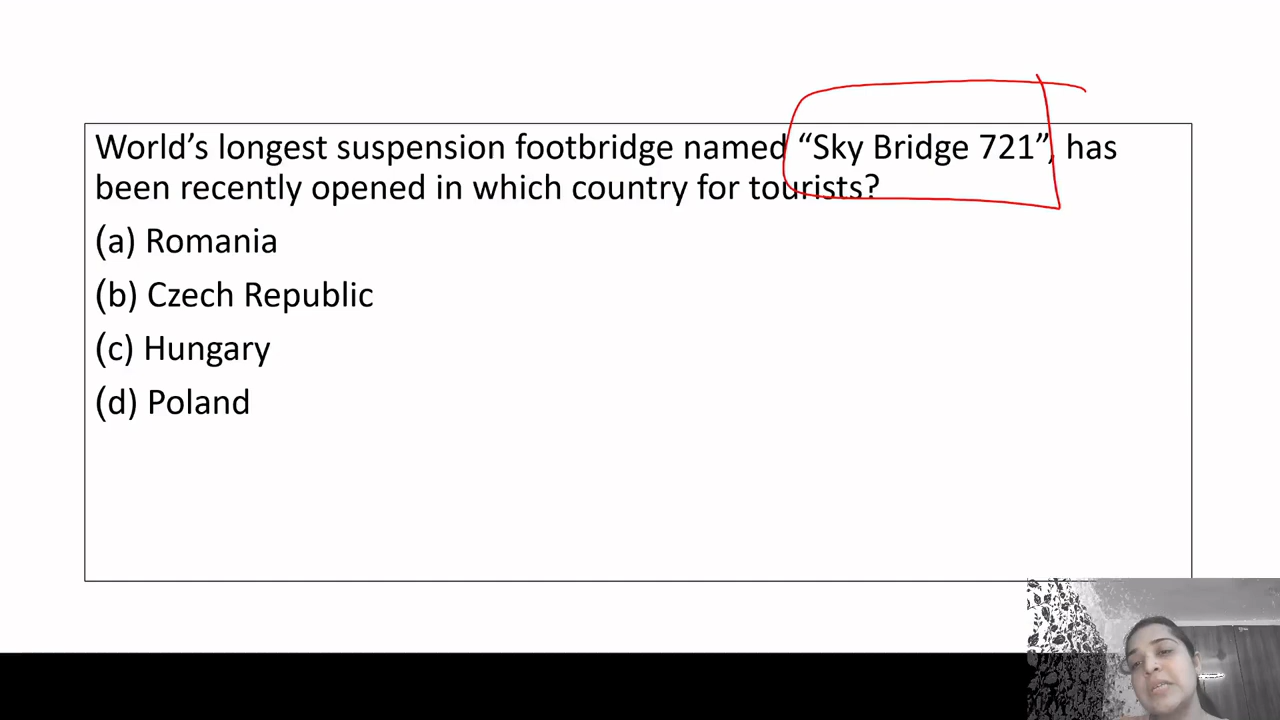 World’s longest suspension footbridge named “Sky Bridge 721”, has
been recently opened in which country for tourists?
(a) Romania
(b) Czech Republic
(c) Hungary
(d) Poland